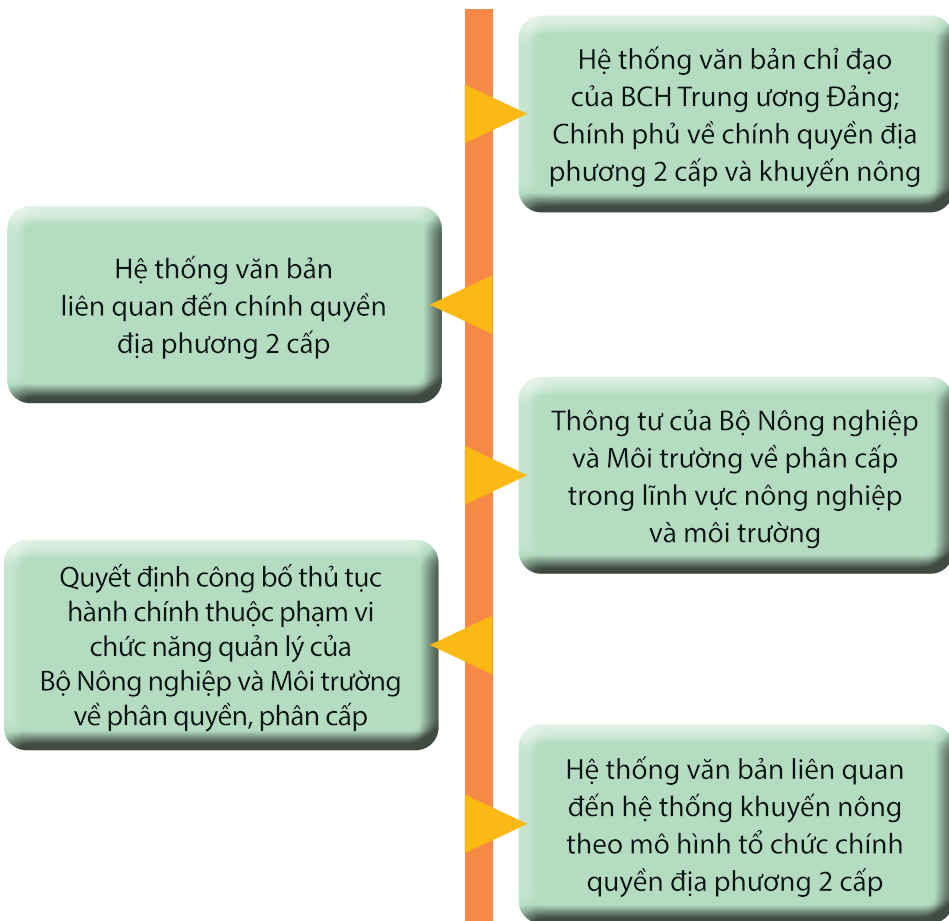 Hệ thống văn bản chỉ đạo
của BCH Trung ương Đảng;
Chính phủ về chính quyền địa
phương 2 cấp và khuyến nông
Hệ thống văn bản
liên quan đến chính quyền
địa phương 2 cấp
Thông tư của Bộ Nông nghiệp
và Môi trường về phân cấp
trong lĩnh vực nông nghiệp
và môi trường
Quyết định công bố thủ tục
hành chính thuộc phạm vi
chức năng quản lý của
Bộ Nông nghiệp và Môi trường
về phân quyền, phân cấp
Hệ thống văn bản liên quan
đến hệ thống khuyến nông
theo mô hình tổ chức chính
quyền địa phương 2 cấp